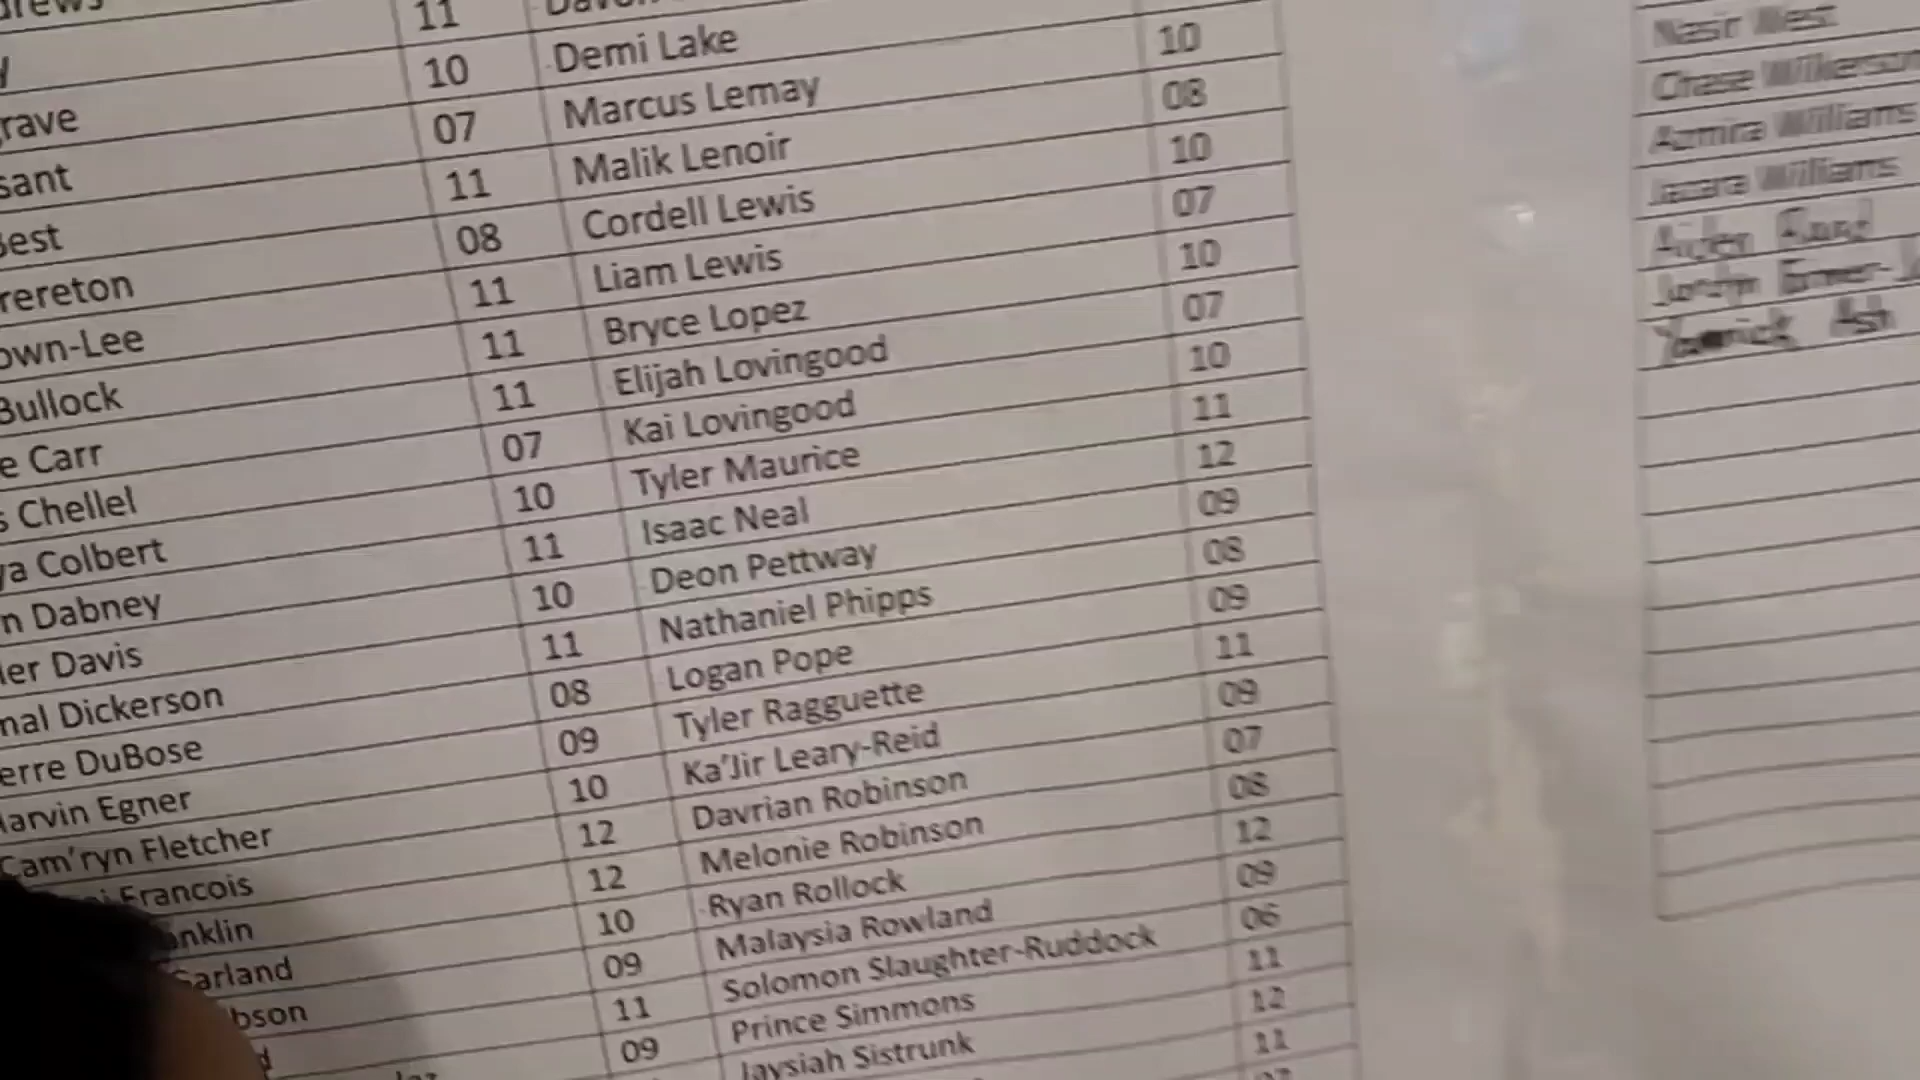 11
rave 10 Demi Lake
sant 07 Marcus Lemay 10
Best 11 Malik Lenoir 08
rereton 08 Cordell Lewis 10
own-Lee 11 Liam Lewis 07
Bullock 11 Bryce Lopez 10
e Carr 11 Elijah Lovingood 07
s Chellel 07 Kai Lovingood 10
ya Colbert 10 Tyler Maurice 11
n Dabney 11 Isaac Neal 12
ler Davis 10 Deon Pettway 09
nal Dickerson 11 Nathaniel Phipps 08
erre DuBose 08 Logan Pope 09
arvin Egner 09 Tyler Ragguette 11
Cam'ryn Fletcher 10 Ka'Jir Leary-Reid 09
Francois 12 Davrian Robinson 07
nklin 12 Melonie Robinson 08
arland 10 Ryan Rollock 12
bson 09 Malaysia Rowland 09
11 Solomon Slaughter-Ruddock 06
09 Prince Simmons 11
Jaysiah Sistrunk 12
11
Nasir West
Chase Wilkerson
Azmira Williams
Jacara Williams